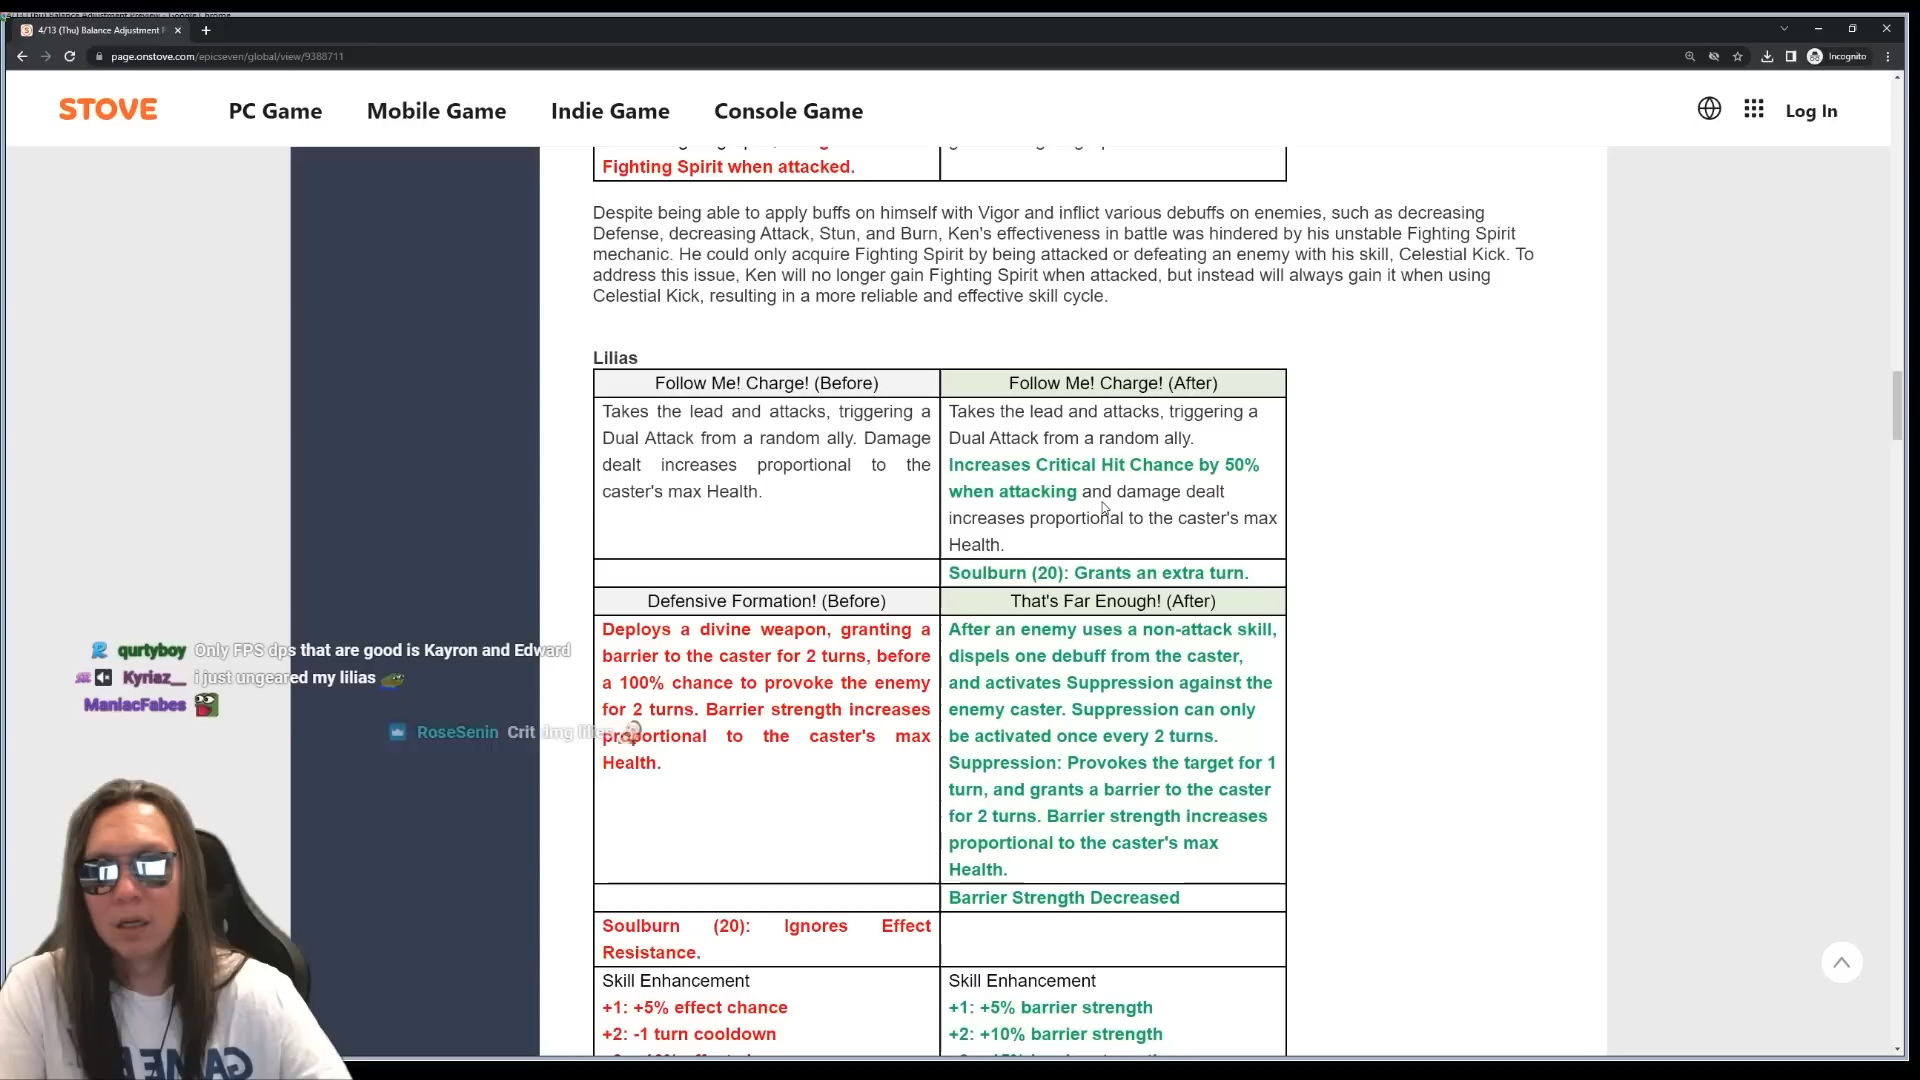 4/13 (Thu) Balance Adjustment Preview - Google Chrome
4/13 (Thu) Balance Adjustment P
page.onstove.com/epicseven/global/view/9388711
Incognito
STOVE
PC Game
Mobile Game
Indie Game
Console Game
Log In
Fighting Spirit when attacked.
Despite being able to apply buffs on himself with Vigor and inflict various debuffs on enemies, such as decreasing
Defense, decreasing Attack, Stun, and Burn, Ken's effectiveness in battle was hindered by his unstable Fighting Spirit
mechanic. He could only acquire Fighting Spirit by being attacked or defeating an enemy with his skill, Celestial Kick. To
address this issue, Ken will no longer gain Fighting Spirit when attacked, but instead will always gain it when using
Celestial Kick, resulting in a more reliable and effective skill cycle.
Lilias
Follow Me! Charge! (Before)
Takes the lead and attacks, triggering a
Dual Attack from a random ally. Damage
dealt increases proportional to the
caster's max Health.
Follow Me! Charge! (After)
Takes the lead and attacks, triggering a
Dual Attack from a random ally.
Increases Critical Hit Chance by 50%
when attacking and damage dealt
increases proportional to the caster's max
Health.
Soulburn (20): Grants an extra turn.
Defensive Formation! (Before)
Deploys a divine weapon, granting a
barrier to the caster for 2 turns, before
a 100% chance to provoke the enemy
for 2 turns. Barrier strength increases
proportional to the caster's max
Health.
That's Far Enough! (After)
After an enemy uses a non-attack skill,
dispels one debuff from the caster,
and activates Suppression against the
enemy caster. Suppression can only
be activated once every 2 turns.
Suppression: Provokes the target for 1
turn, and grants a barrier to the caster
for 2 turns. Barrier strength increases
proportional to the caster's max
Health.
Barrier Strength Decreased
Soulburn (20): Ignores Effect
Resistance.
Skill Enhancement
+1: +5% effect chance
+2: -1 turn cooldown
Skill Enhancement
+1: +5% barrier strength
+2: +10% barrier strength
qurtyboy Only FPS dps that are good is Kayron and Edward
Kyriaz__ i just ungeared my lilias
ManiacFabes
RoseSenin Crit dmg lilias